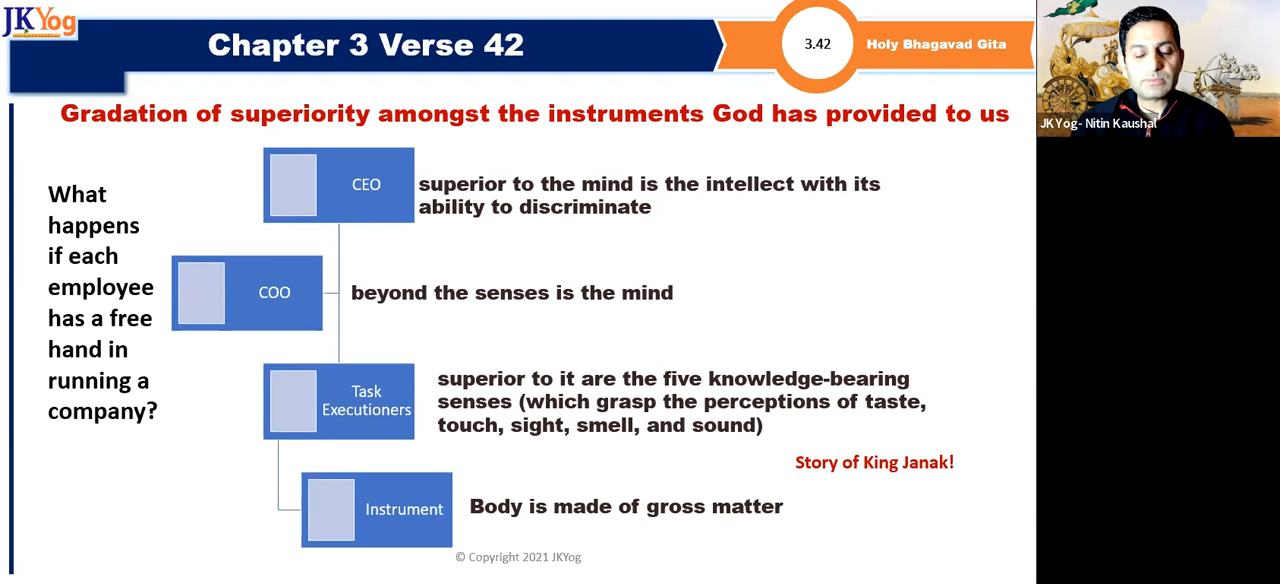 JKYog
Chapter 3 Verse 42
3.42
Holy Bhagavad Gita
JKYog- Nitin Kaushal
Gradation of superiority amongst the instruments God has provided to us
What
happens
if each
employee
has a free
hand in
running a
company?
CEO
superior to the mind is the intellect with its
ability to discriminate
COO
beyond the senses is the mind
Task
Executioners
superior to it are the five knowledge-bearing
senses (which grasp the perceptions of taste,
touch, sight, smell, and sound)
Story of King Janak!
Instrument
Body is made of gross matter
© Copyright 2021 JKYog